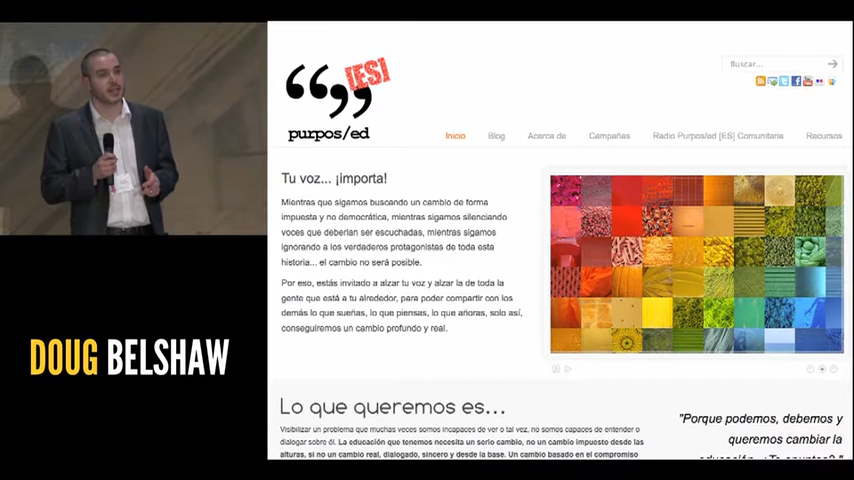 DOUG BELSHAW
[ES]
purpos/ed
Buscar...
Inicio Blog Acerca de Campañas Radio Purpos/ed [ES] Comunitaria Recursos
Tu voz... ¡importa!
Mientras que sigamos buscando un cambio de forma
impuesta y no democrática, mientras sigamos silenciando
voces que deberían ser escuchadas, mientras sigamos
ignorando a los verdaderos protagonistas de toda esta
historia... el cambio no será posible.
Por eso, estás invitado a alzar tu voz y alzar la de toda la
gente que está a tu alrededor, para poder compartir con los
demás lo que sueñas, lo que piensas, lo que añoras, solo así,
conseguiremos un cambio profundo y real.
Lo que queremos es...
Visibilizar un problema que muchas veces somos incapaces de ver o tal vez, no somos capaces de entender o
dialogar sobre él. La educación que tenemos necesita un serio cambio, no un cambio impuesto desde las
alturas, si no un cambio real, dialogado, sincero y desde la base. Un cambio basado en el compromiso
"Porque podemos, debemos y
queremos cambiar la